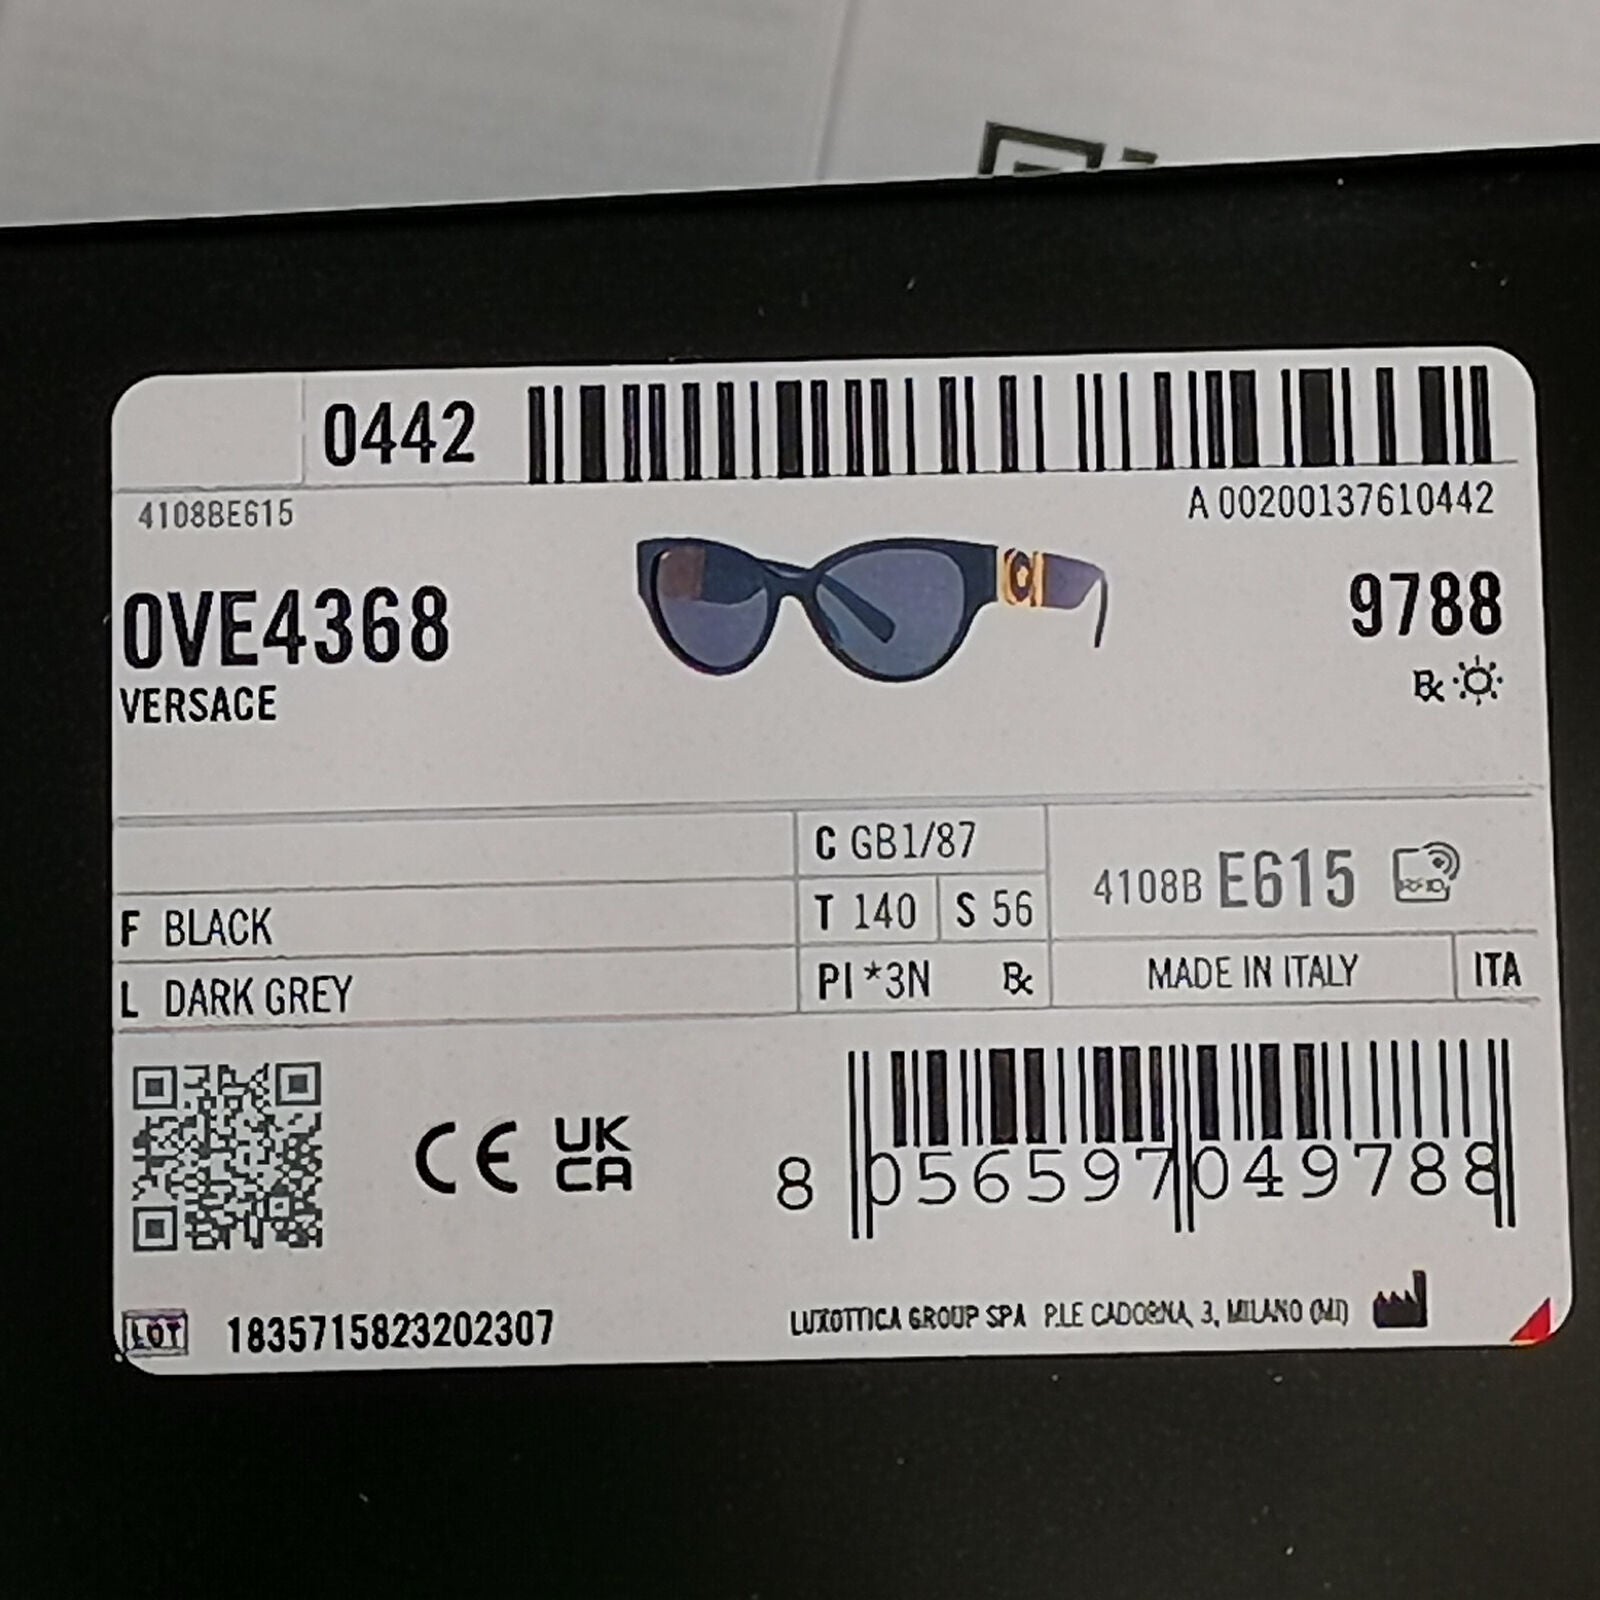 0442
A 00200137610442
4108BE615
0VE4368
9788
VERSACE
℞
C GB1/87
4108B E615
F BLACK
T 140 S 56
L DARK GREY
PI *3N ℞
MADE IN ITALY ITA
CE UK CA
8 056597 049788
LOT 1835715823202307
LUXOTTICA GROUP SPA P.LE CADORNA, 3, MILANO (MI)